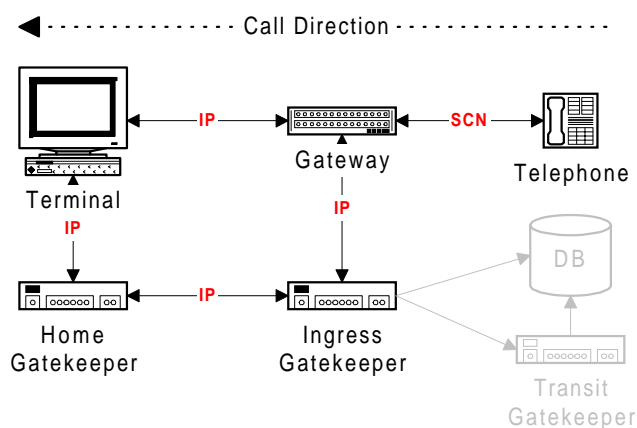 Call Direction
IP
SCN
Gateway
Telephone
Terminal
IP
IP
DB
IP
Home
Gatekeeper
Ingress
Gatekeeper
Transit
Gatekeeper